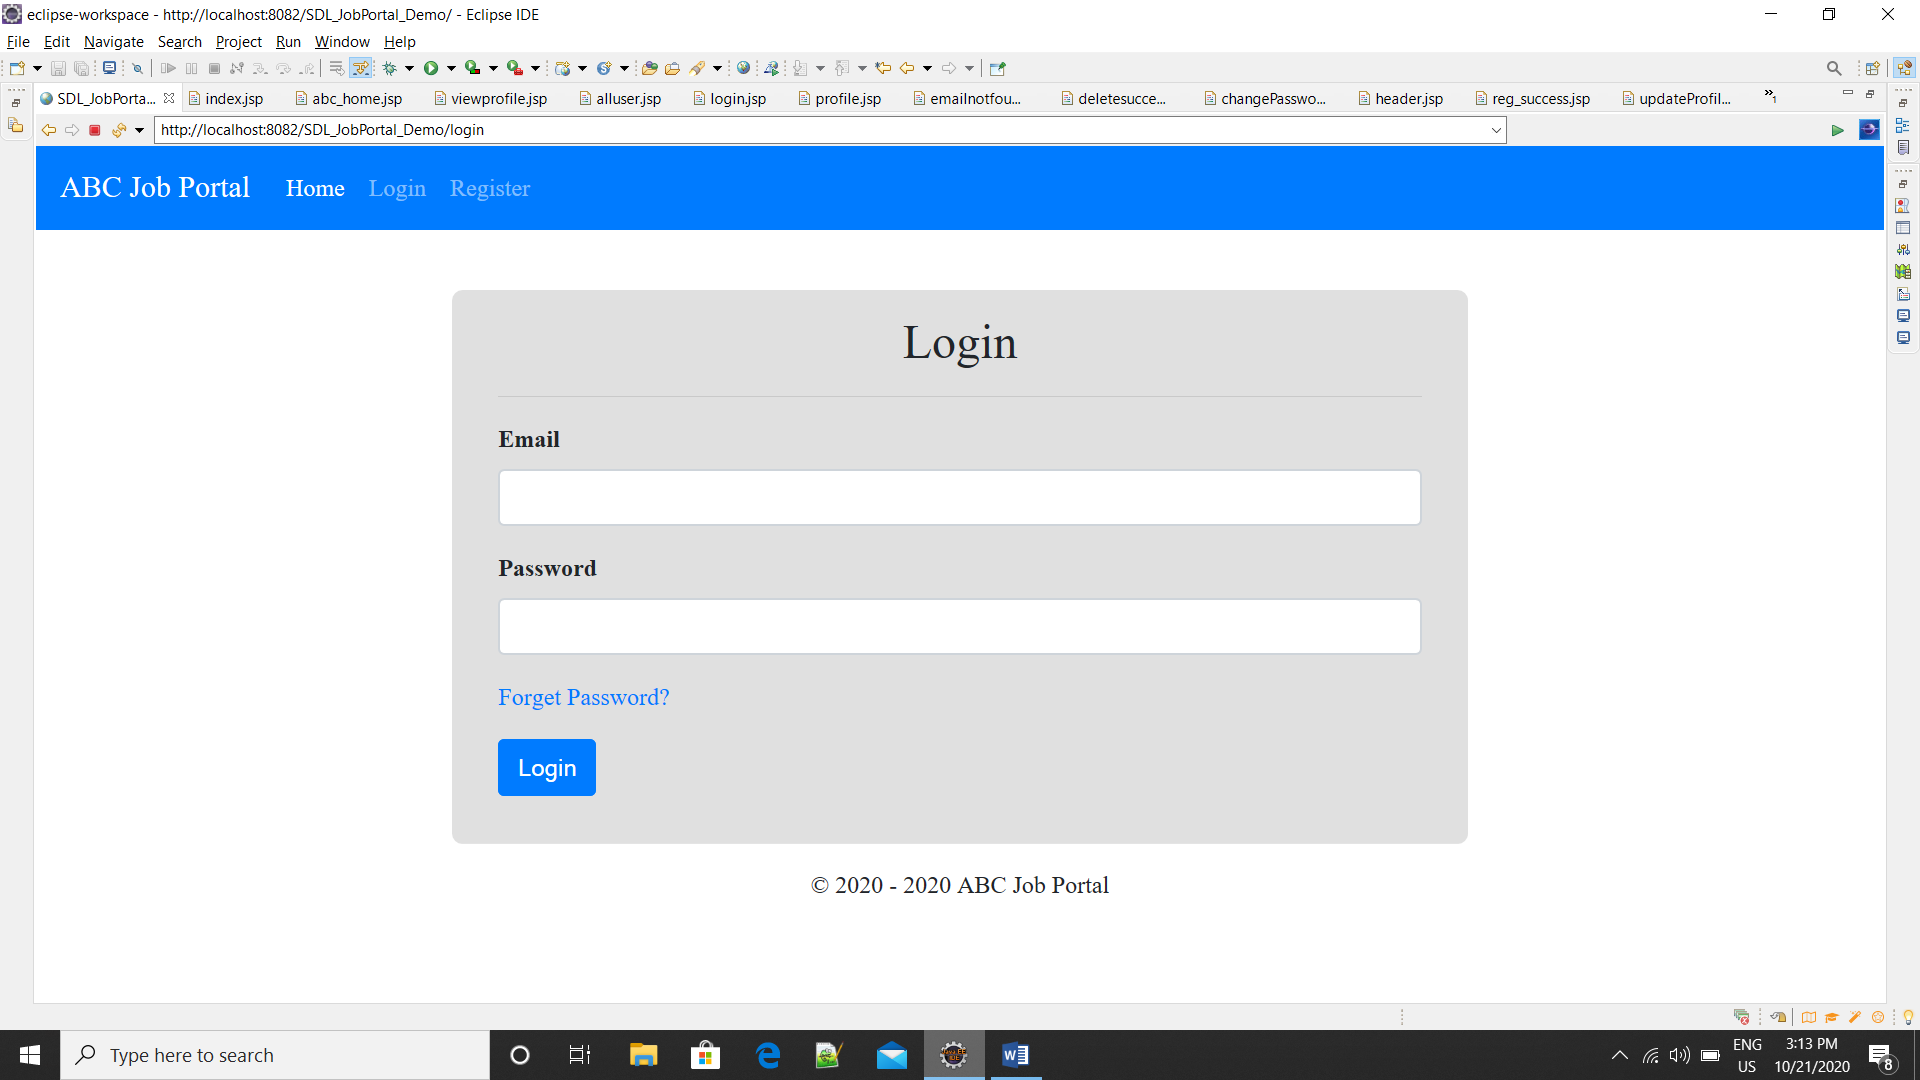 eclipse-workspace - http://localhost:8082/SDL_JobPortal_Demo/ - Eclipse IDE
File Edit Navigate Search Project Run Window Help
SDL_JobPorta... index.jsp abc_home.jsp viewprofile.jsp alluser.jsp login.jsp profile.jsp emailnotfou... deletesucce... changePasswo... header.jsp reg_success.jsp updateProfil... »1
http://localhost:8082/SDL_JobPortal_Demo/login
ABC Job Portal Home Login Register
Login
Email
Password
Forget Password?
Login
© 2020 - 2020 ABC Job Portal
Type here to search
ENG
US
3:13 PM
10/21/2020
8